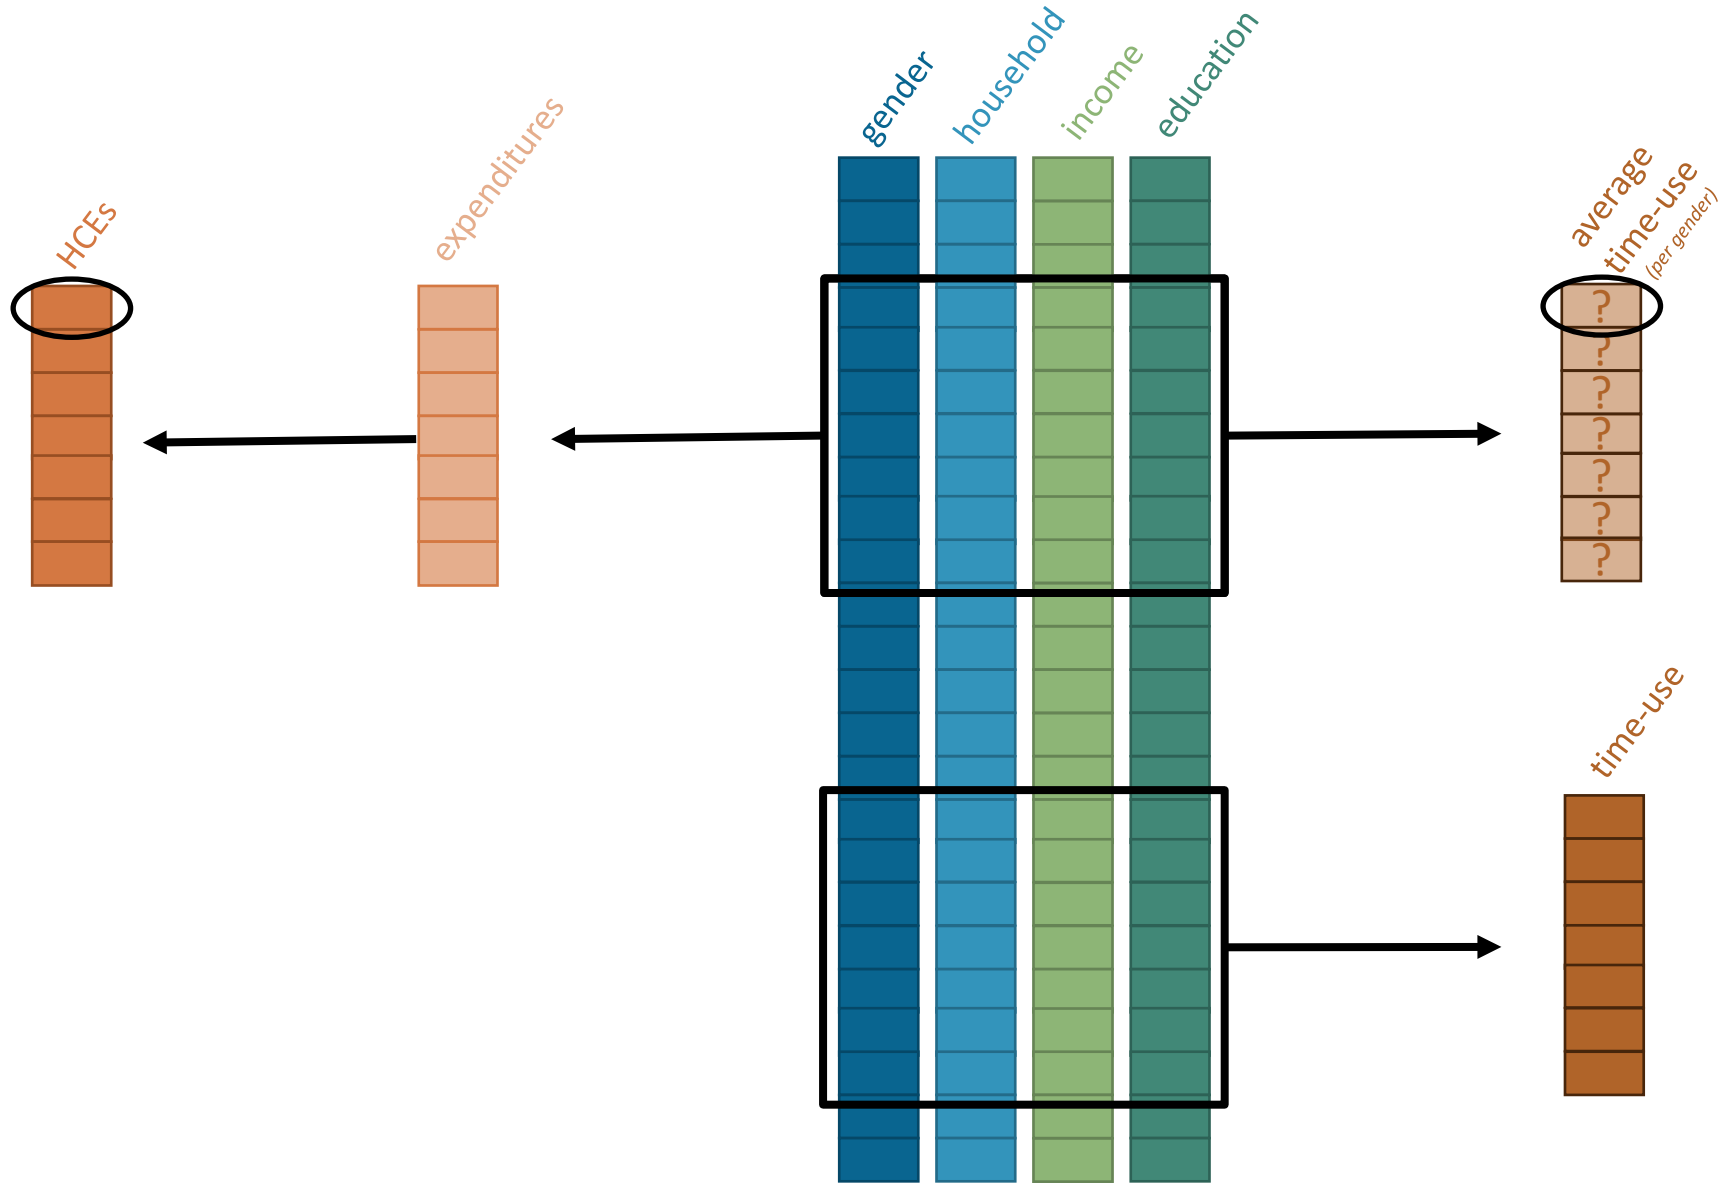 HCEs
expenditures
gender
household
income
education
average
time-use
(per gender)
?
?
?
?
?
?
?
time-use